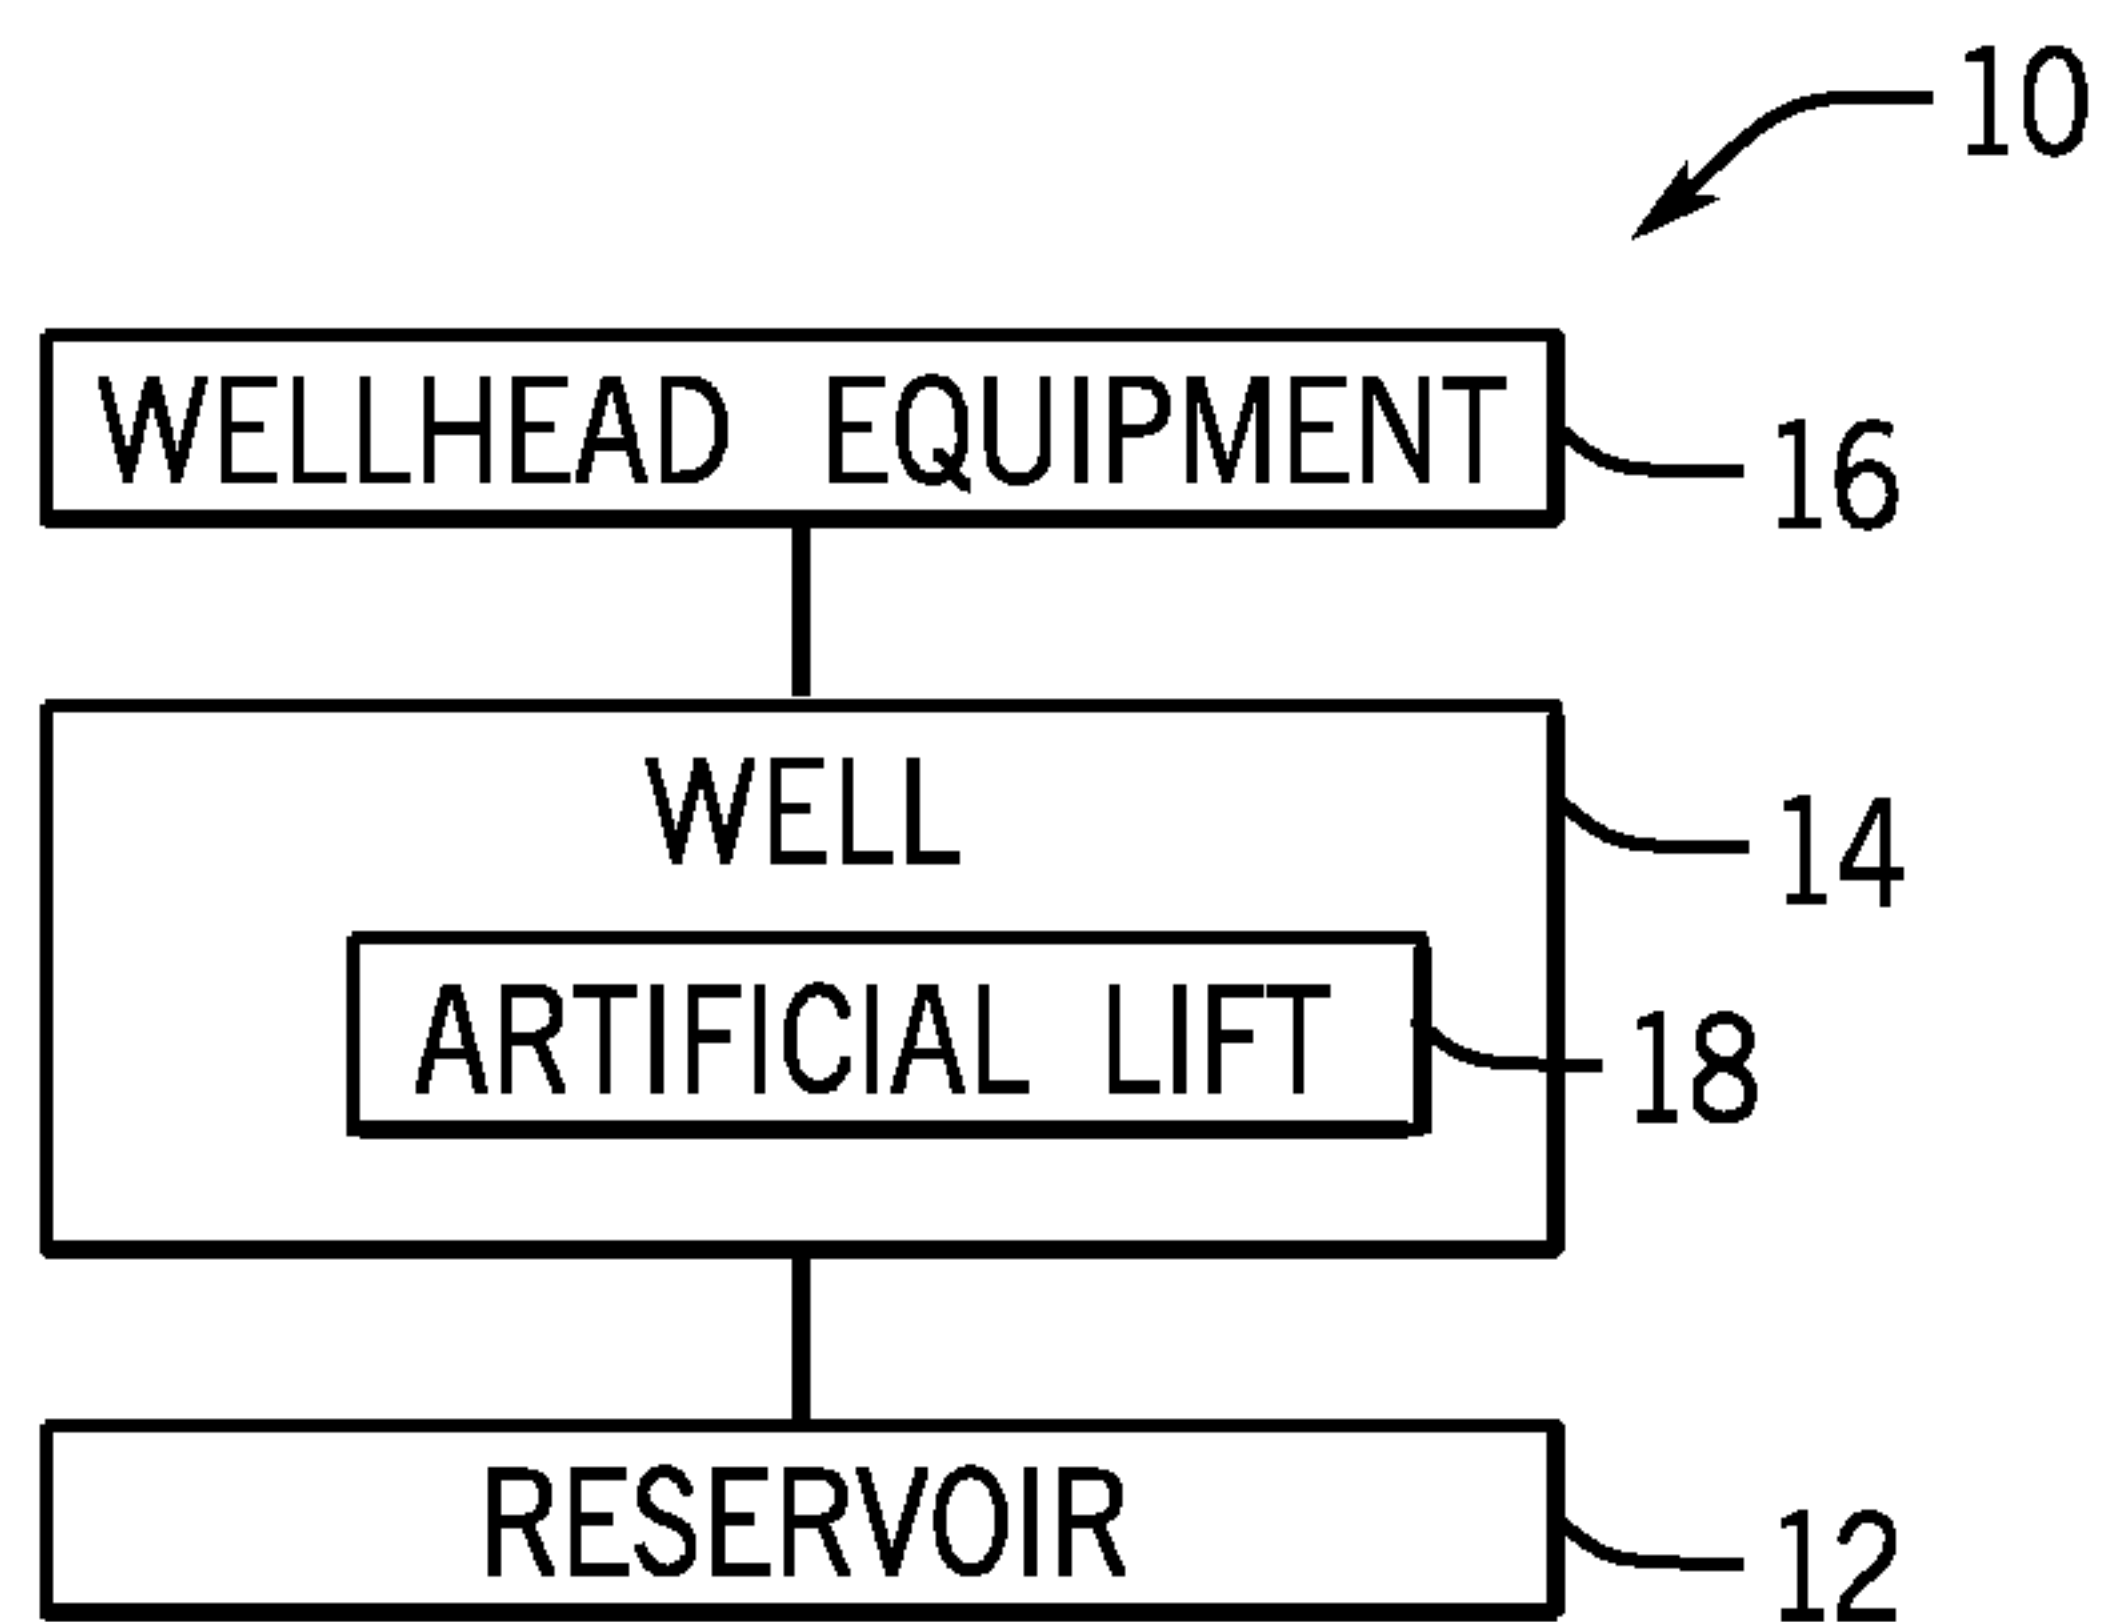 10
WELLHEAD EQUIPMENT
16
WELL
14
ARTIFICIAL LIFT
18
RESERVOIR
12